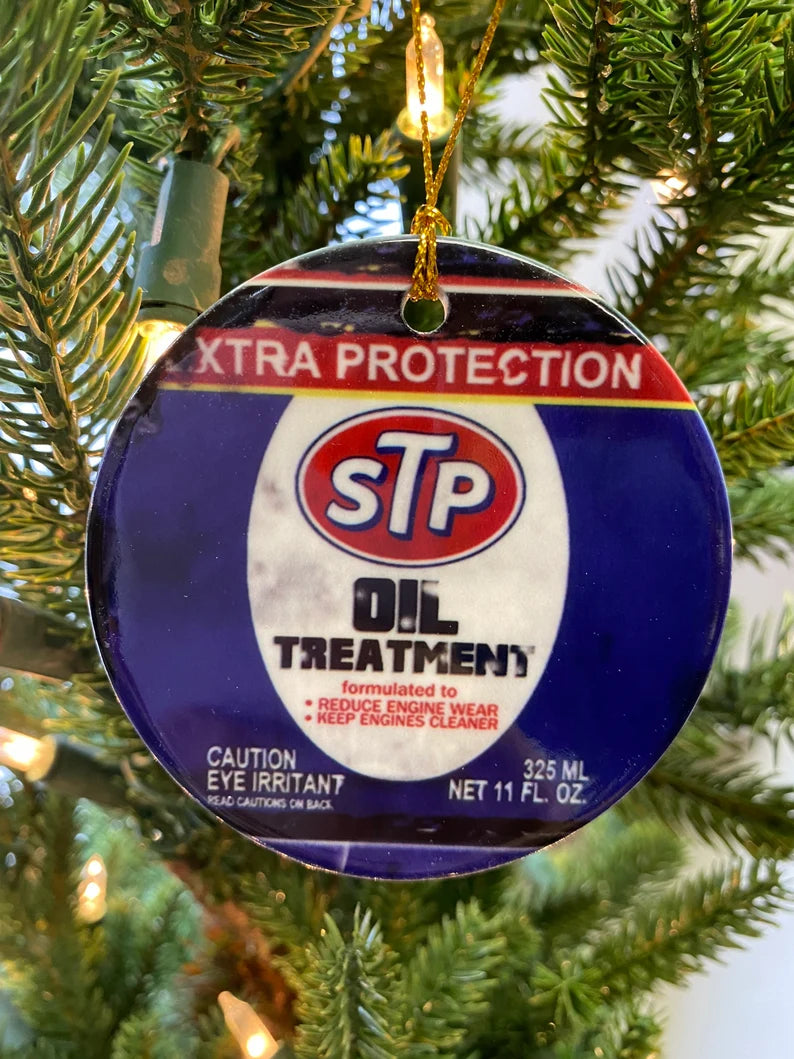 XTRA PROTECTION
STP
OIL
TREATMENT
formulated to
• REDUCE ENGINE WEAR
• KEEP ENGINES CLEANER
CAUTION
EYE IRRITANT
READ CAUTIONS ON BACK.
325 ML
NET 11 FL. OZ.